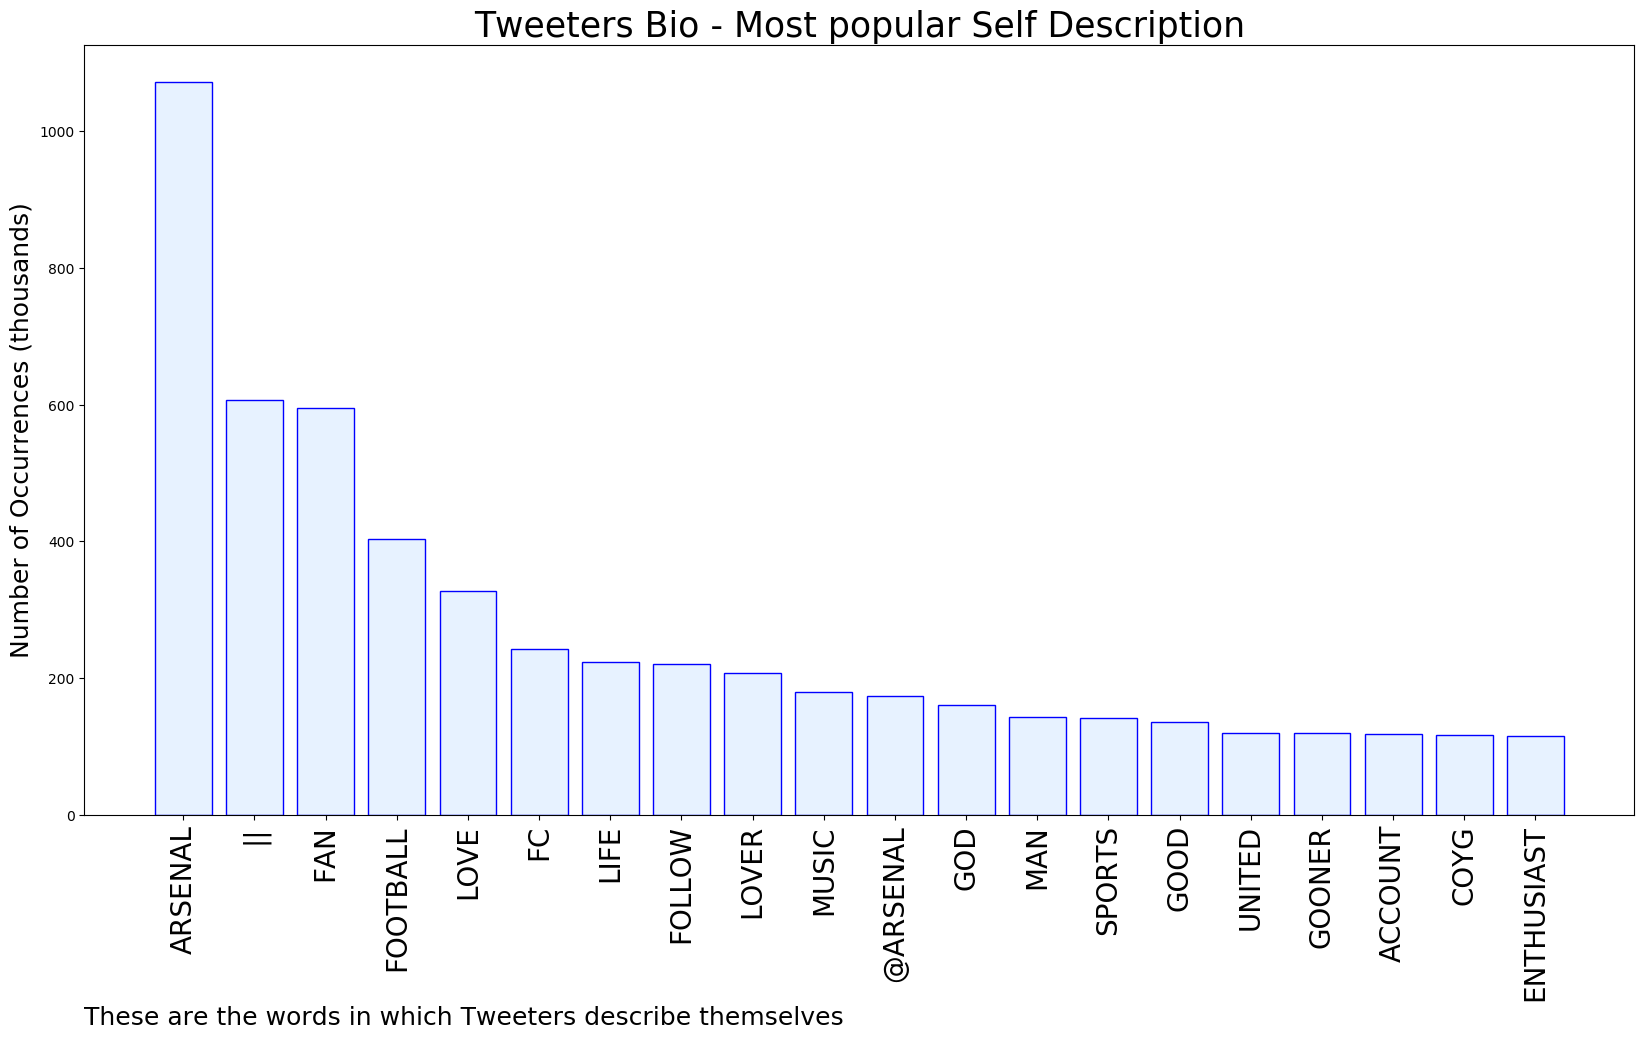 Tweeters Bio - Most popular Self Description
Number of Occurrences (thousands)
1000
800
600
400
200
0
ARSENAL
||
FAN
FOOTBALL
LOVE
FC
LIFE
FOLLOW
LOVER
MUSIC
@ARSENAL
GOD
MAN
SPORTS
GOOD
UNITED
GOONER
ACCOUNT
COYG
ENTHUSIAST
These are the words in which Tweeters describe themselves